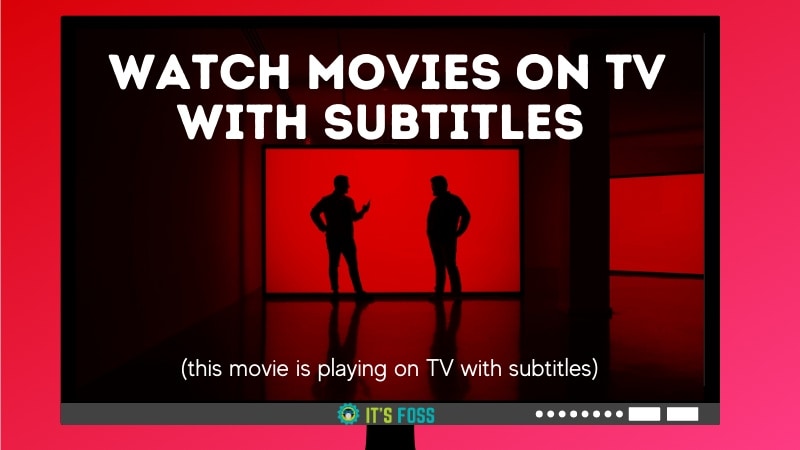 WATCH MOVIES ON TV
WITH SUBTITLES
(this movie is playing on TV with subtitles)
IT'S FOSS